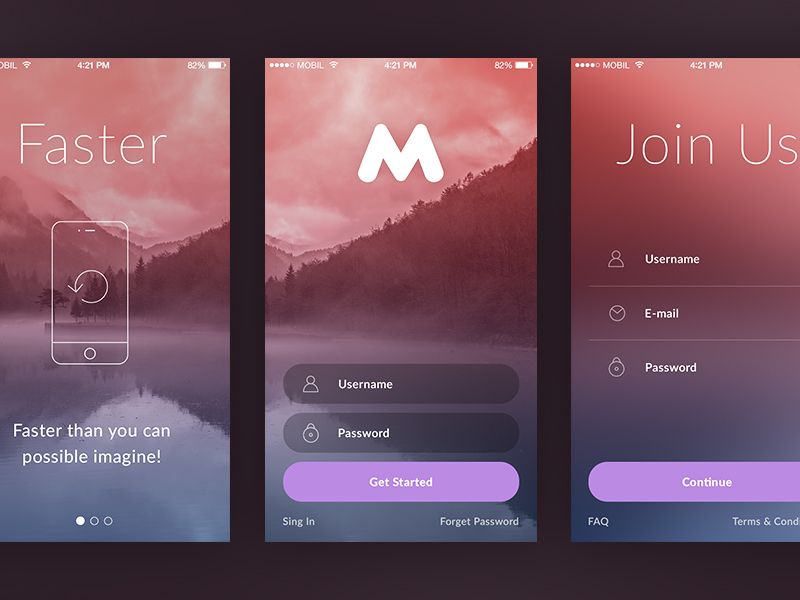 OBIL 4:21 PM 82%
Faster
Faster than you can
possible imagine!
MOBIL 4:21 PM 82%
M
Username
Password
Get Started
Sing In Forget Password
MOBIL 4:21 PM
Join Us
Username
E-mail
Password
Continue
FAQ Terms & Condi